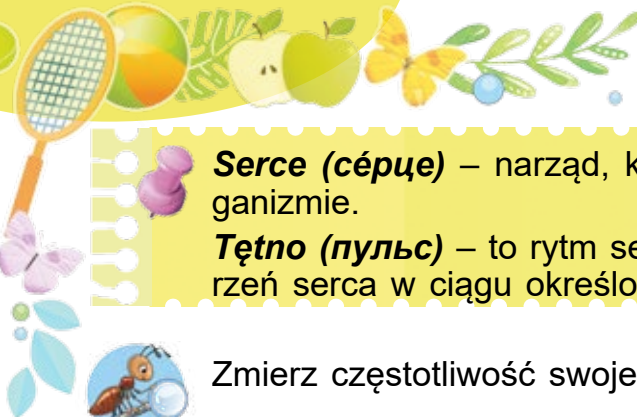 Serce (се́рце) – narząd, k
ganizmie.
Tętno (пульс) – to rytm se
rzeń serca w ciągu określo
Zmierz częstotliwość swoje